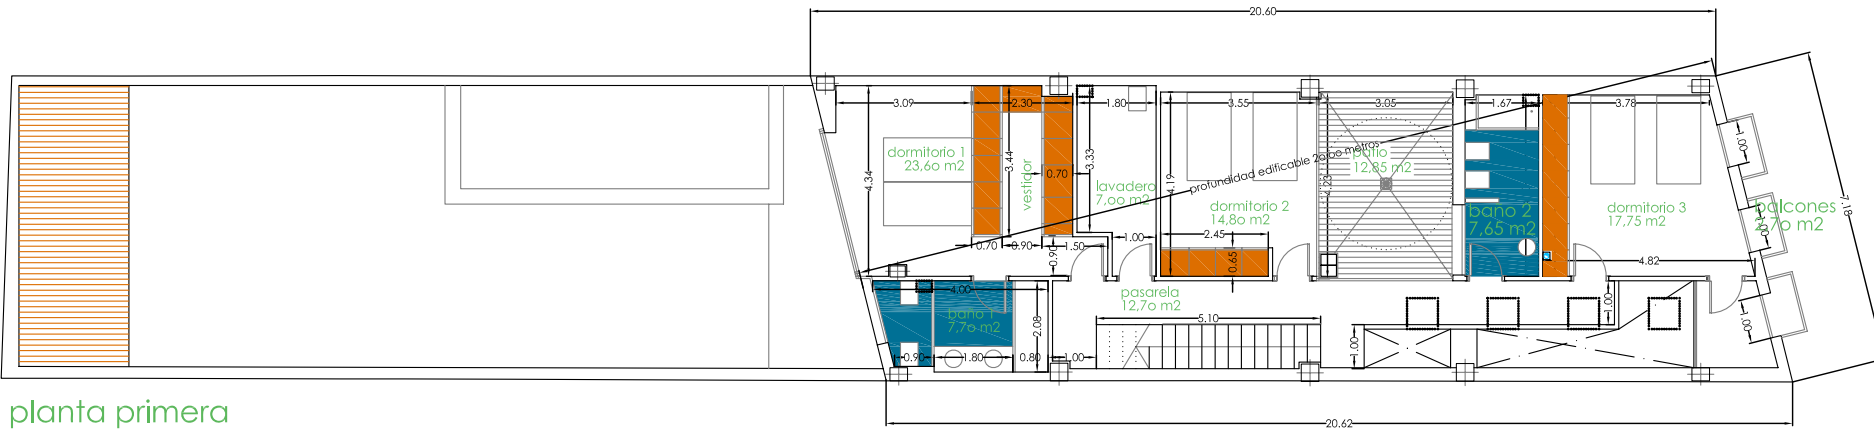 20.60
3.09
2.30
1.80
3.55
3.05
1.67
3.78
1.00
dormitorio 1
23,60 m2
3.44
4.34
vestidor
0.70
3.33
lavadero
7,00 m2
4.19
profundidad edificable 20,00 metros
patio
12,85 m2
4.23
dormitorio 2
14,80 m2
bano 2
7,65 m2
dormitorio 3
17,75 m2
balcones
2,70 m2
1.00
7.18
0.70
0.90
1.50
0.90
1.00
2.45
0.65
4.82
4.00
bano 1
7,70 m2
2.08
pasarela
12,70 m2
5.10
1.00
1.00
1.00
0.90
1.80
0.80
1.00
planta primera
20.62